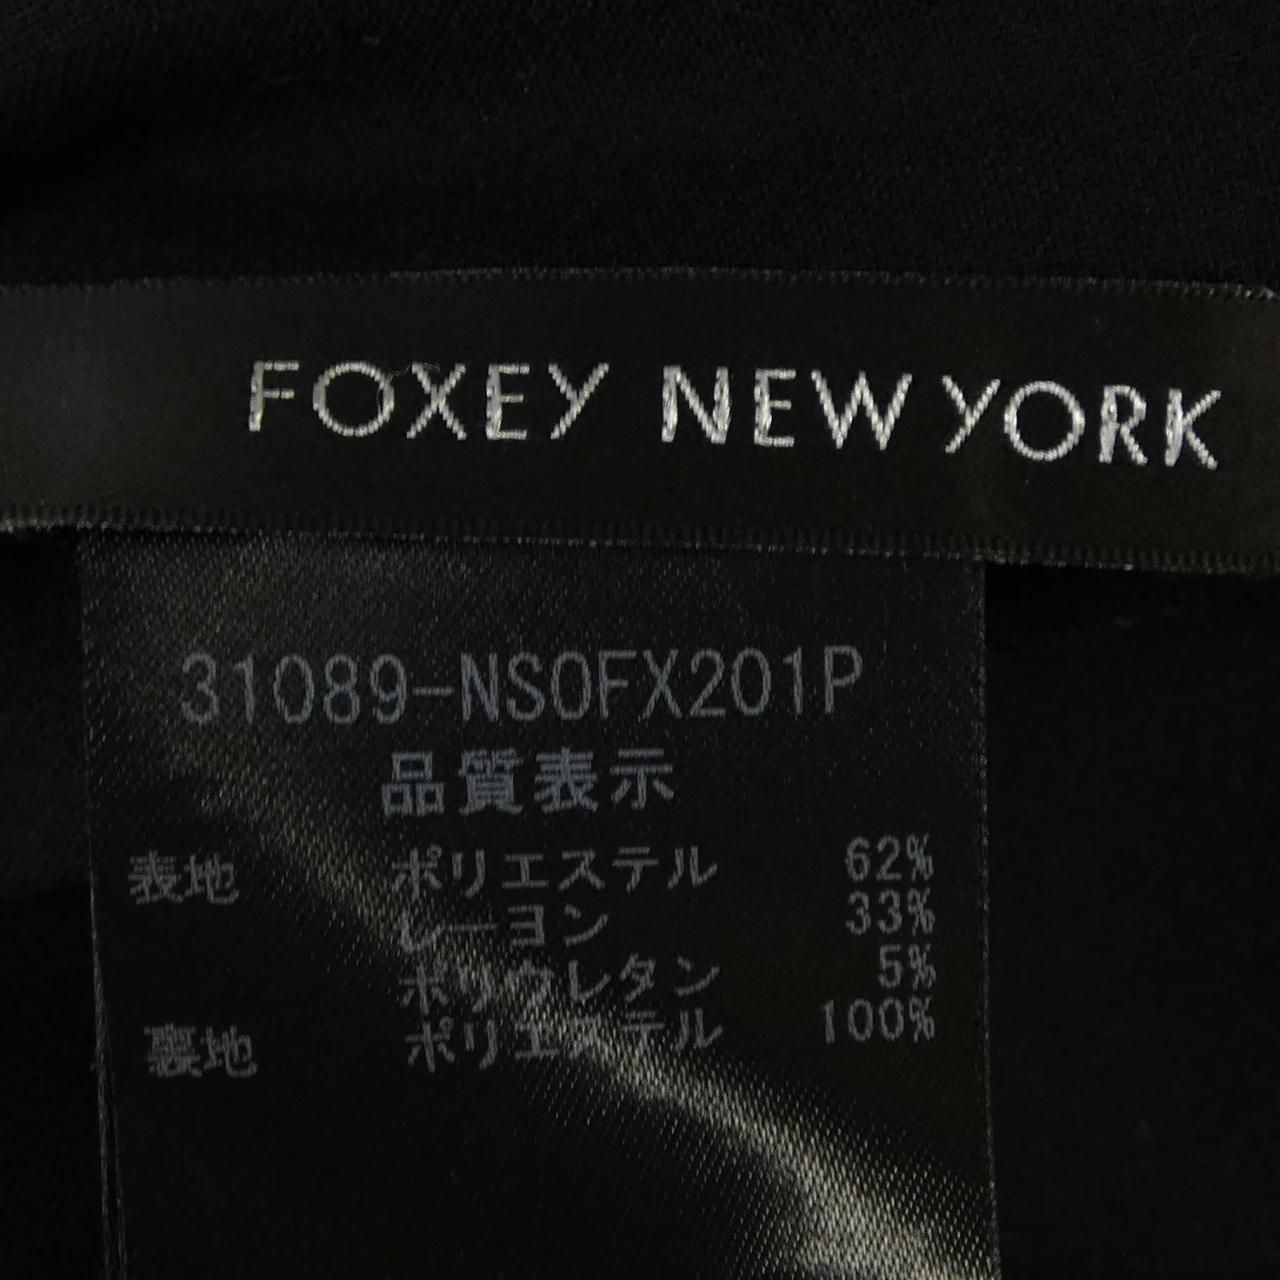 FOXEY NEW YORK
31089-NSOFX201P
品質表示
表地 ポリエステル 62%
レーヨン 33%
ポリウレタン 5%
裏地 ポリエステル 100%